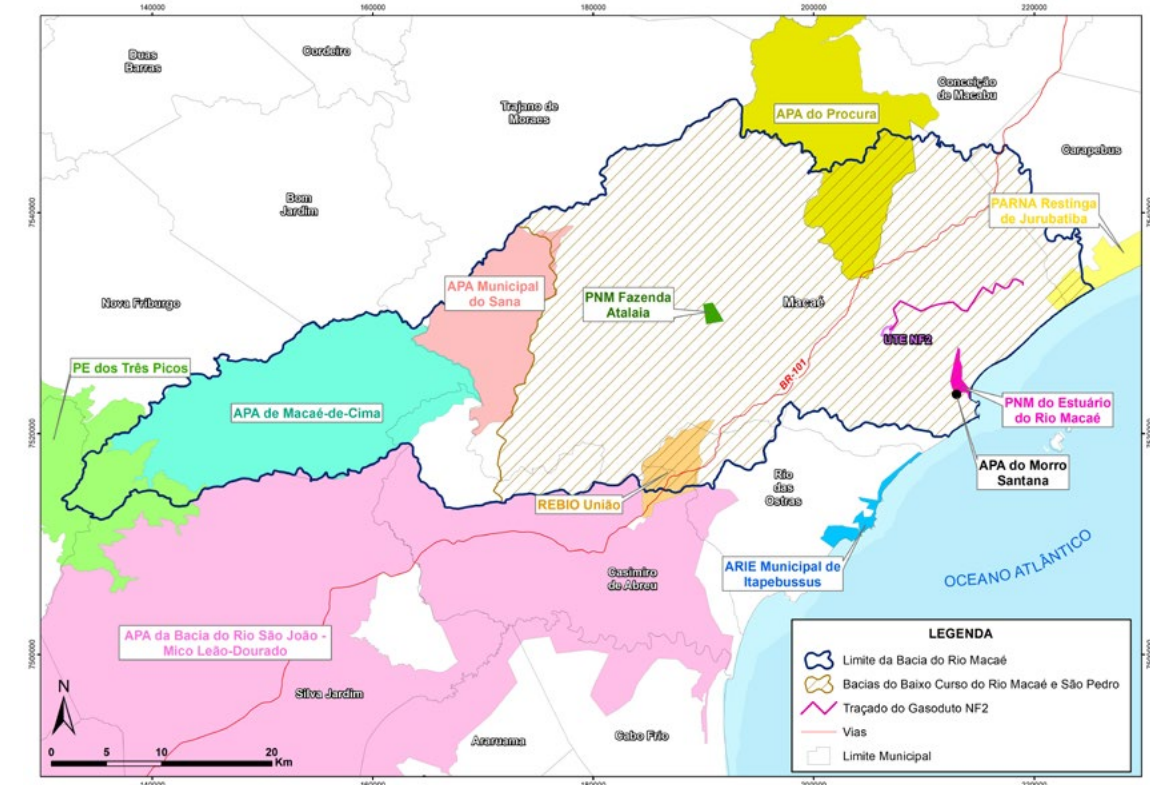 140000
160000
180000
200000
220000
Duas
Barras
Cordeiro
Trajano de
Moraes
Conceição
de Macabu
APA do Procura
Carapebus
Bom
Jardim
7540000
PARNA Restinga
de Jurubatiba
APA Municipal
do Sana
Nova Friburgo
PNM Fazenda
Atalaia
Macaé
UTE NF2
PE dos Três Picos
BR-101
APA de Macaé-de-Cima
PNM do Estuário
do Rio Macaé
7520000
APA do Morro
Santana
Rio
das
Ostras
REBIO União
ARIE Municipal de
Itapebussus
OCEANO ATLÂNTICO
Casimiro
de Abreu
APA da Bacia do Rio São João -
Mico Leão-Dourado
7500000
Silva Jardim
Araruama
Cabo Frio
N
0 5 10 20
Km
LEGENDA
Limite da Bacia do Rio Macaé
Bacias do Baixo Curso do Rio Macaé e São Pedro
Traçado do Gasoduto NF2
Vias
Limite Municipal
140000
200000